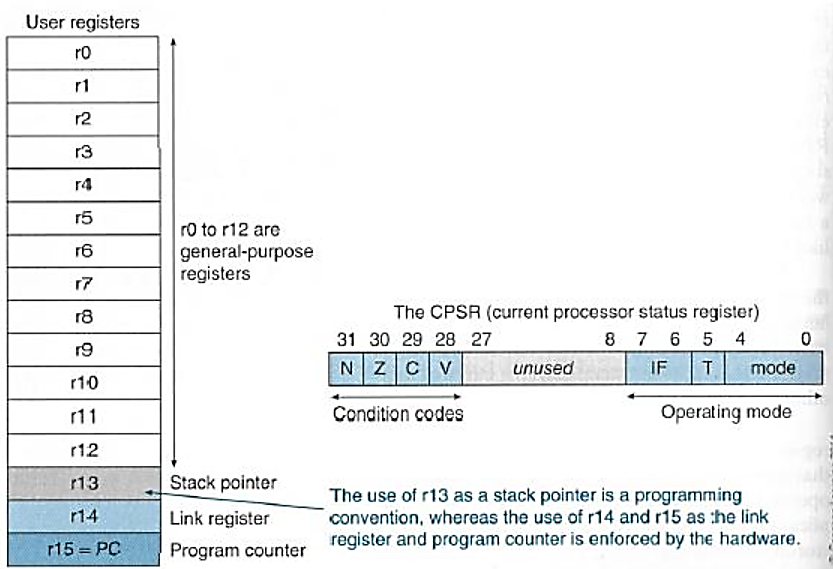 User registers
r0
r1
r2
r3
r4
r5
r6
r7
r8
r9
r10
r11
r12
r13
r14
r15 = PC
r0 to r12 are
general-purpose
registers
Stack pointer
Link register
Program counter
The CPSR (current processor status register)
31 30 29 28 27 8 7 6 5 4 0
N Z C V unused IF T mode
Condition codes Operating mode
The use of r13 as a stack pointer is a programming
convention, whereas the use of r14 and r15 as the link
register and program counter is enforced by the hardware.